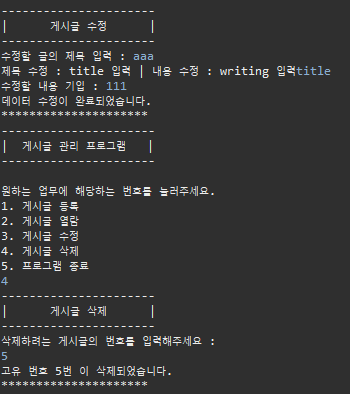 ----------------------
|      게시글 수정      |
----------------------
수정할 글의 제목 입력 : aaa
제목 수정 : title 입력 | 내용 수정 : writing 입력title
수정할 내용 기입 : 111
데이터 수정이 완료되었습니다.
*********************
----------------------
|  게시글 관리 프로그램   |
----------------------
원하는 업무에 해당하는 번호를 눌러주세요.
1. 게시글 등록
2. 게시글 열람
3. 게시글 수정
4. 게시글 삭제
5. 프로그램 종료
4
----------------------
|      게시글 삭제      |
----------------------
삭제하려는 게시글의 번호를 입력해주세요 :
5
고유 번호 5번 이 삭제되었습니다.
*********************